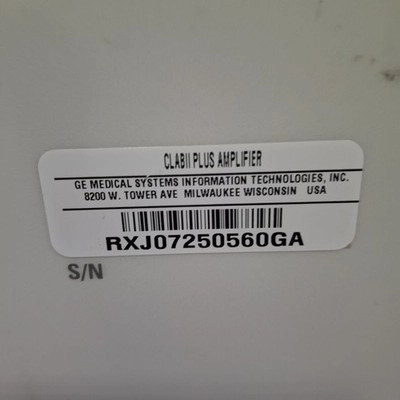 CLABII PLUS AMPLIFIER
GE MEDICAL SYSTEMS INFORMATION TECHNOLOGIES, INC.
8200 W. TOWER AVE MILWAUKEE WISCONSIN USA
RXJ07250560GA
S/N